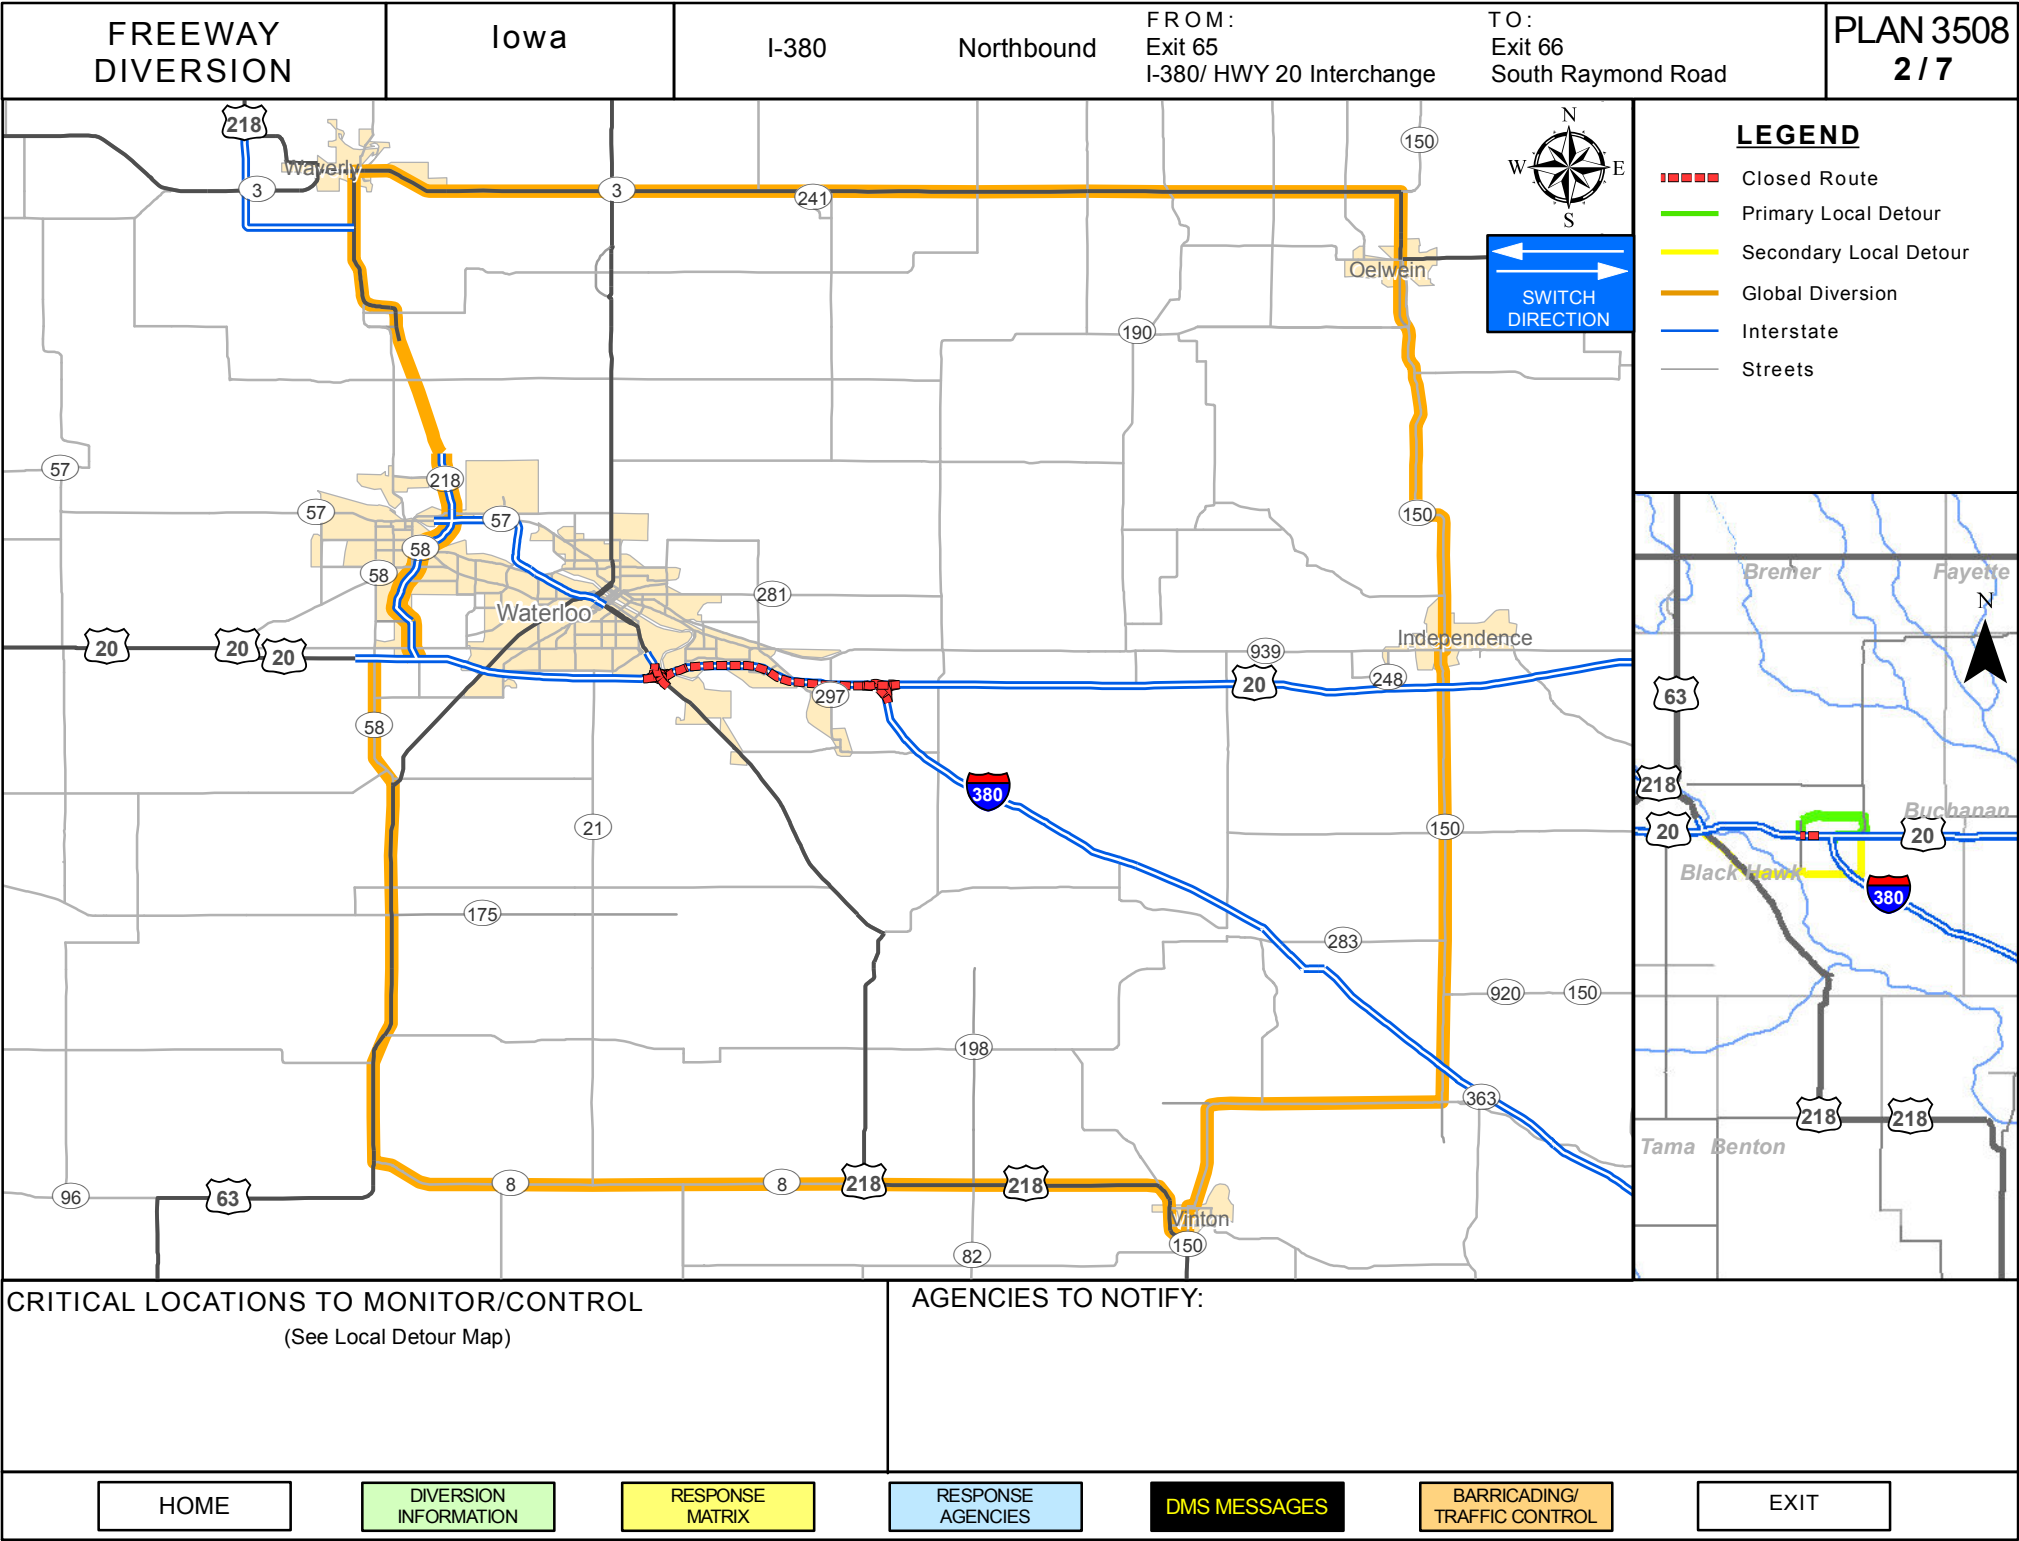 FREEWAY
DIVERSION
Iowa
I-380
Northbound
FROM:
Exit 65
I-380/ HWY 20 Interchange
TO:
Exit 66
South Raymond Road
PLAN 3508
2 / 7
218
Waverly
3
3
241
150
N
W
E
S
Oelwein
SWITCH
DIRECTION
190
57
218
57
57
150
58
58
281
Waterloo
Independence
20
20
20
939
20
248
297
58
380
21
150
175
283
920
150
198
363
8
8
218
218
96
63
Vinton
150
82
LEGEND
Closed Route
Primary Local Detour
Secondary Local Detour
Global Diversion
Interstate
Streets
Bremer
Fayette
N
63
218
Buchanan
20
20
Black Hawk
380
218
218
Tama
Benton
CRITICAL LOCATIONS TO MONITOR/CONTROL
(See Local Detour Map)
AGENCIES TO NOTIFY:
HOME
DIVERSION
INFORMATION
RESPONSE
MATRIX
RESPONSE
AGENCIES
DMS MESSAGES
BARRICADING/
TRAFFIC CONTROL
EXIT